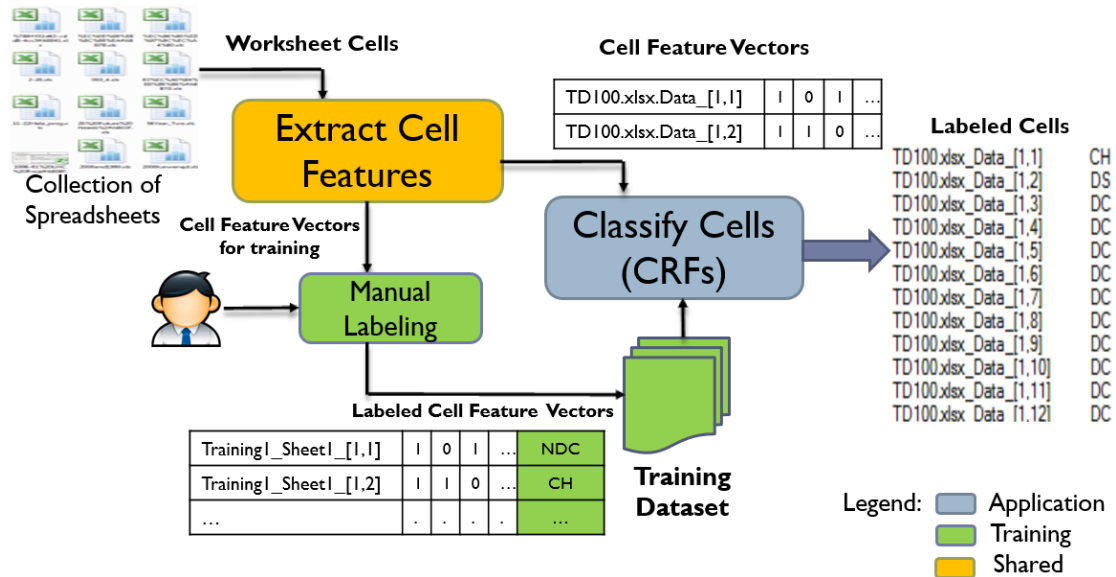 Worksheet Cells
Cell Feature Vectors
TD100.xlsx.Data_[1,1] 1 0 1 ...
TD100.xlsx.Data_[1,2] 1 1 0 ...
Extract Cell
Features
Collection of
Spreadsheets
Cell Feature Vectors
for training
Manual
Labeling
Classify Cells
(CRFs)
Labeled Cells
TD100.xlsx_Data_[1,1] CH
TD100.xlsx_Data_[1,2] DS
TD100.xlsx_Data_[1,3] DC
TD100.xlsx_Data_[1,4] DC
TD100.xlsx_Data_[1,5] DC
TD100.xlsx_Data_[1,6] DC
TD100.xlsx_Data_[1,7] DC
TD100.xlsx_Data_[1,8] DC
TD100.xlsx_Data_[1,9] DC
TD100.xlsx_Data_[1,10] DC
TD100.xlsx_Data_[1,11] DC
TD100.xlsx_Data_[1,12] DC
Labeled Cell Feature Vectors
Training1_Sheet1_[1,1] 1 0 1 ... NDC
Training1_Sheet1_[1,2] 1 1 0 ... CH
... . . . . ...
Training
Dataset
Legend: Application
Training
Shared